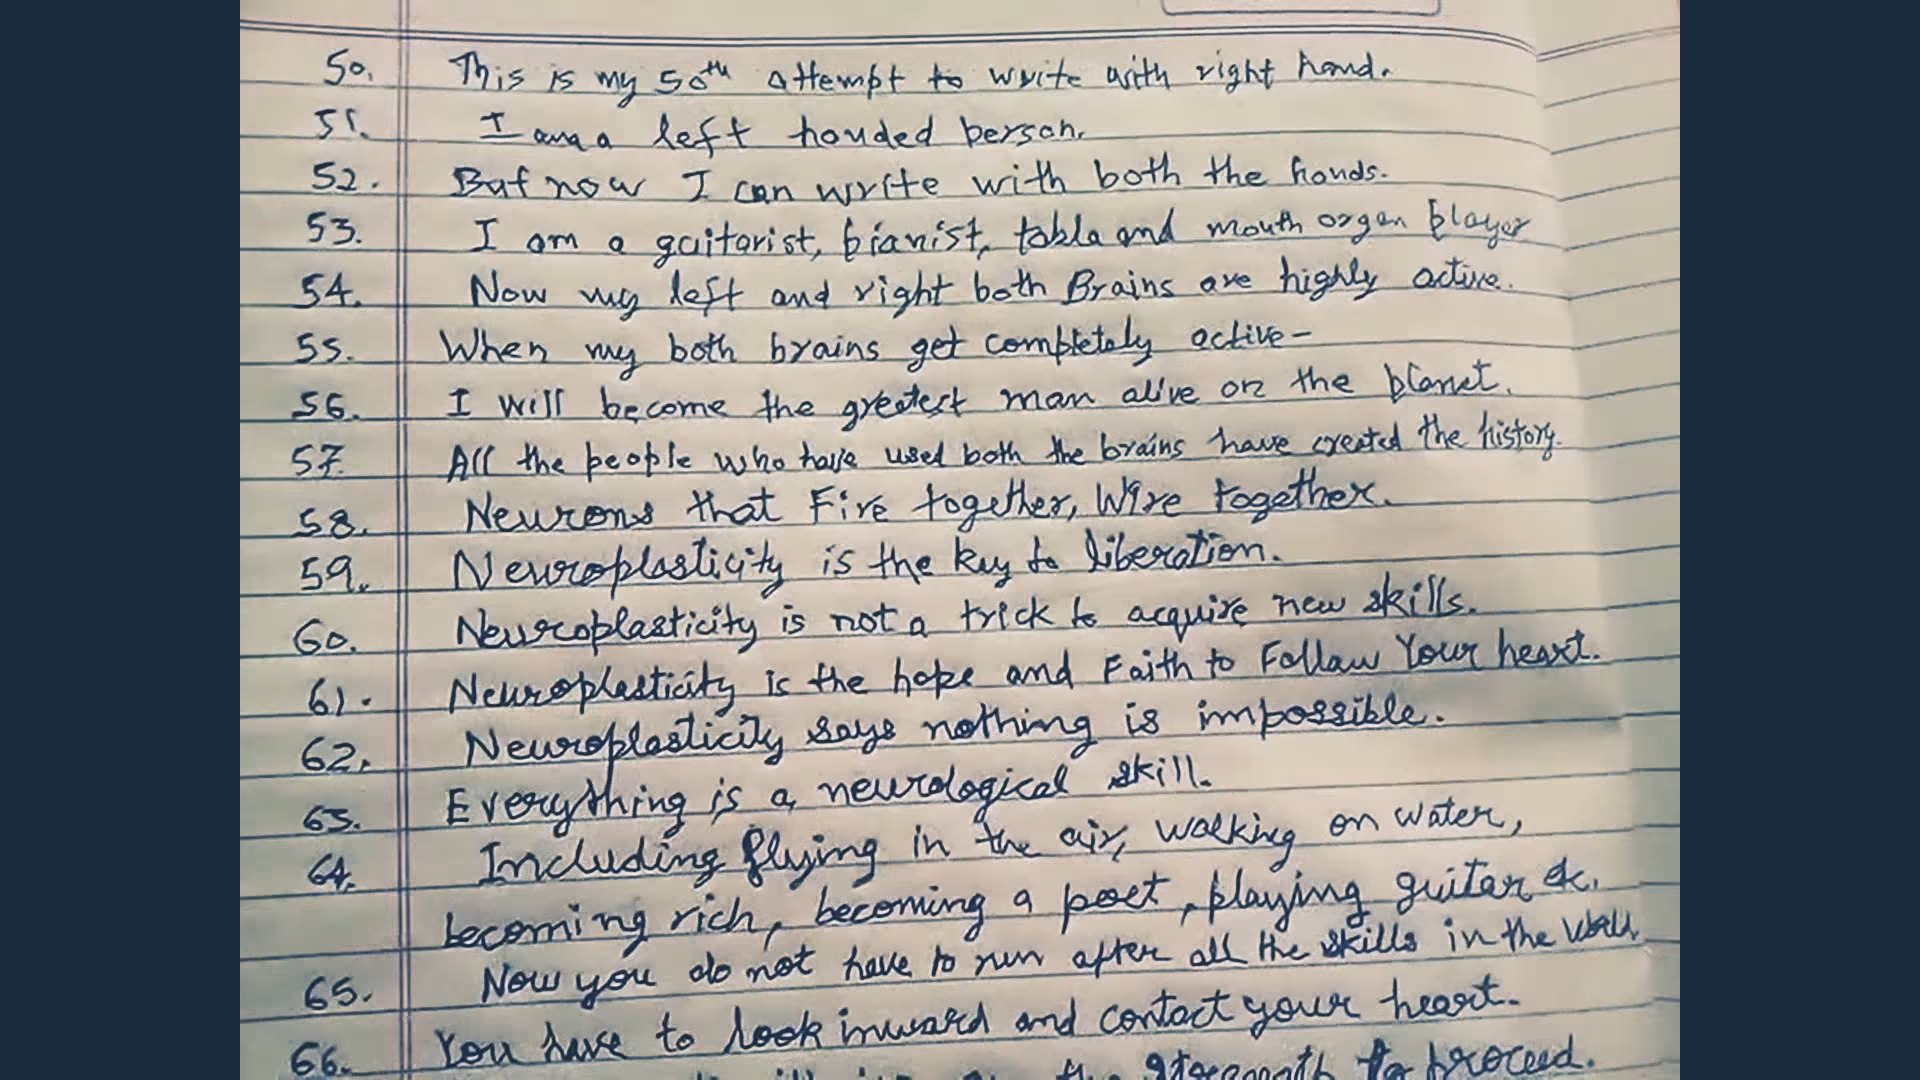 50. This is my 50th attempt to write with right hand.
51. I am a left handed person.
52. But now I can write with both the hands.
53. I am a guitarist, pianist, tabla and mouth organ player
54. Now my left and right both Brains are highly active.
55. When my both brains get completely active-
56. I will become the greatest man alive on the planet.
57. All the people who have used both the brains have created the history.
58. Neurons that Fire together, Wire together.
59. Neuroplasticity is the key to liberation.
60. Neuroplasticity is not a trick to acquire new skills.
61. Neuroplasticity is the hope and Faith to Follow Your heart.
62. Neuroplasticity says nothing is impossible.
63. Everything is a neurological skill.
64. Including flying in the air, walking on water,
becoming rich, becoming a poet, playing guitar etc.
65. Now you do not have to run after all the skills in the world
66. You have to look inward and contact your heart.
the strength to proceed.